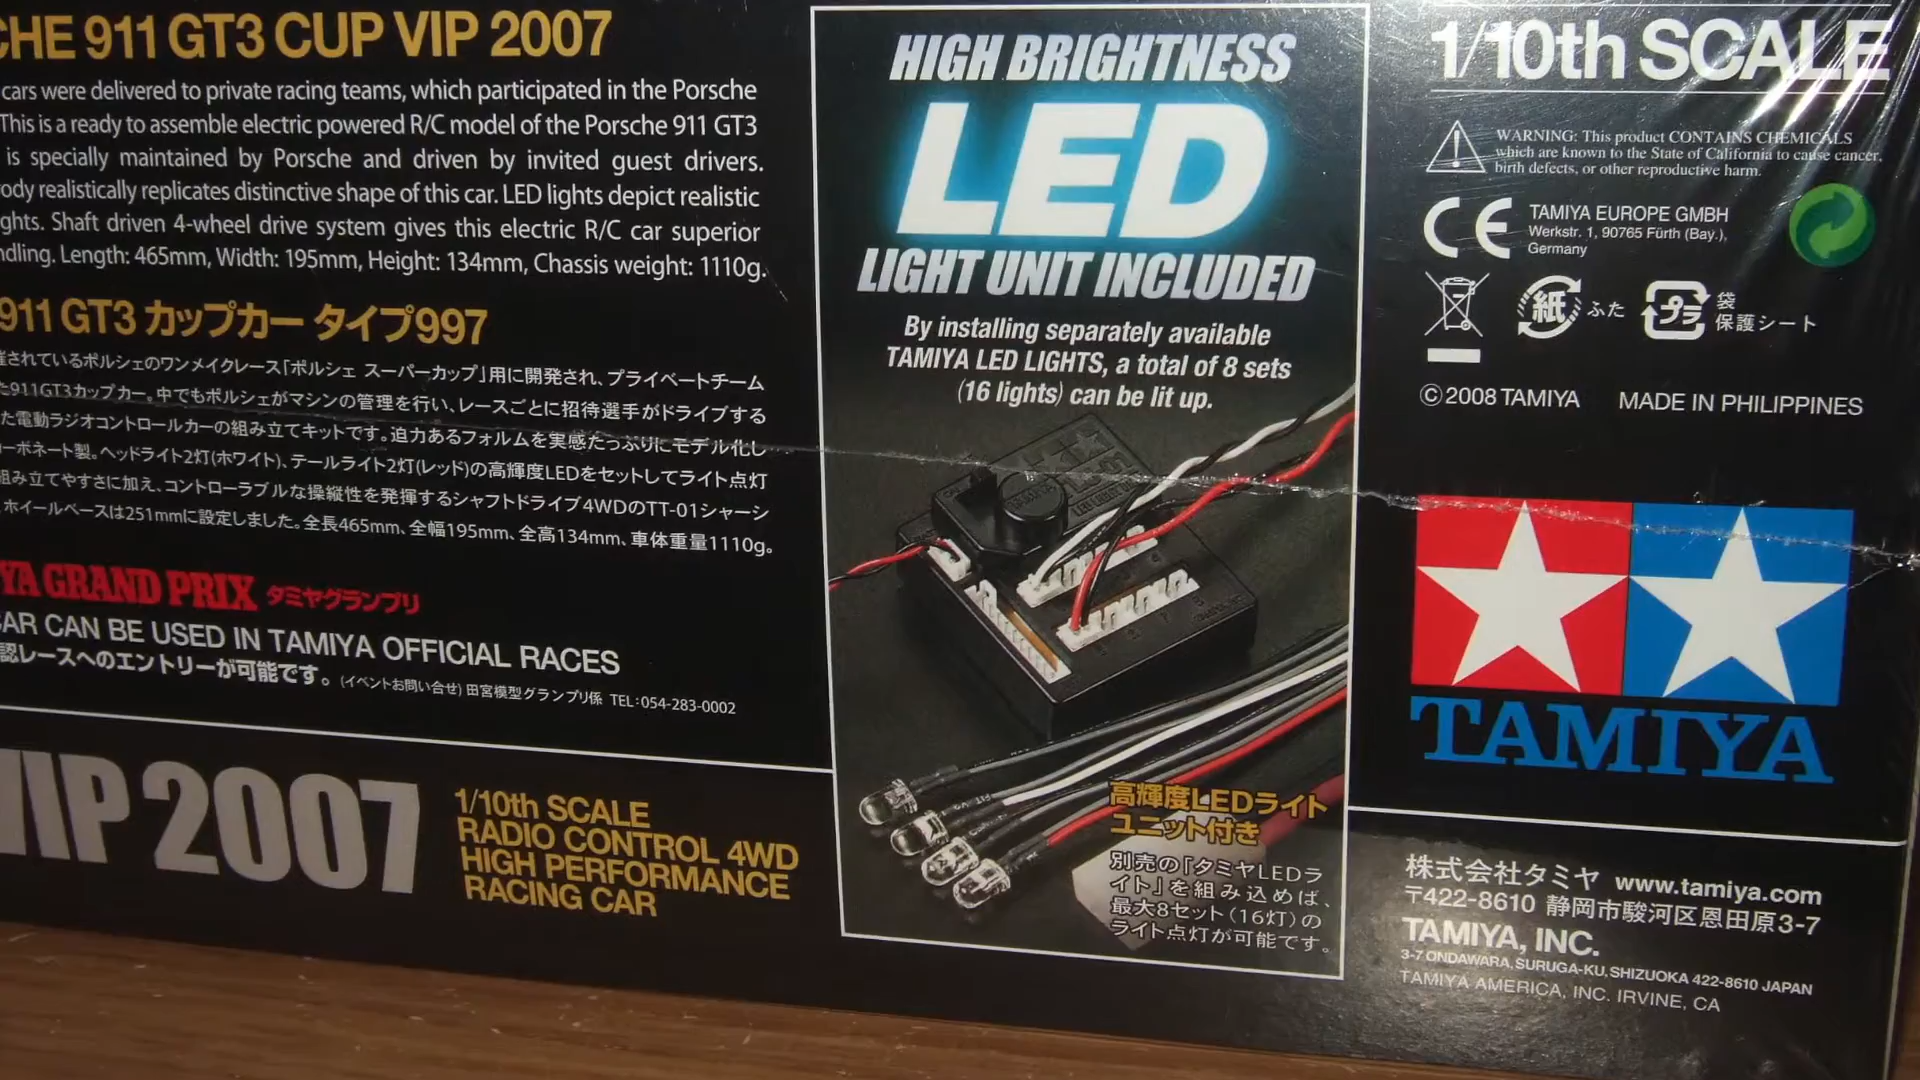 CHE 911 GT3 CUP VIP 2007
cars were delivered to private racing teams, which participated in the Porsche
This is a ready to assemble electric powered R/C model of the Porsche 911 GT3
is specially maintained by Porsche and driven by invited guest drivers.
ody realistically replicates distinctive shape of this car. LED lights depict realistic
ghts. Shaft driven 4-wheel drive system gives this electric R/C car superior
ndling. Length: 465mm, Width: 195mm, Height: 134mm, Chassis weight: 1110g.
911 GT3 カップカー タイプ997
催されているポルシェのワンメイクレース「ポルシェ スーパーカップ」用に開発され、プライベートチーム
た911GT3カップカー。中でもポルシェがマシンの管理を行い、レースごとに招待選手がドライブする
た電動ラジオコントロールカーの組み立てキットです。迫力あるフォルムを実感たっぷりにモデル化し
ーボネート製。ヘッドライト2灯(ホワイト)、テールライト2灯(レッド)の高輝度LEDをセットしてライト点灯
組み立てやすさに加え、コントローラブルな操縦性を発揮するシャフトドライブ4WDのTT-01シャーシ
ホイールベースは251mmに設定しました。全長465mm、全幅195mm、全高134mm、車体重量1110g。
YA GRAND PRIX タミヤグランプリ
CAR CAN BE USED IN TAMIYA OFFICIAL RACES
認レースへのエントリーが可能です。(イベントお問い合せ) 田宮模型グランプリ係 TEL:054-283-0002
VIP 2007
1/10th SCALE
RADIO CONTROL 4WD
HIGH PERFORMANCE
RACING CAR
HIGH BRIGHTNESS
LED
LIGHT UNIT INCLUDED
By installing separately available
TAMIYA LED LIGHTS, a total of 8 sets
(16 lights) can be lit up.
高輝度LEDライト
ユニット付き
別売の「タミヤLEDラ
イト」を組み込めば、
最大8セット(16灯)の
ライト点灯が可能です。
1/10th SCALE
WARNING: This product CONTAINS CHEMICALS
which are known to the State of California to cause cancer,
birth defects, or other reproductive harm.
CE
TAMIYA EUROPE GMBH
Werkstr. 1, 90765 Fürth (Bay.),
Germany
紙 ふた
プラ 袋
保護シート
©2008 TAMIYA MADE IN PHILIPPINES
TAMIYA
株式会社タミヤ www.tamiya.com
〒422-8610 静岡市駿河区恩田原3-7
TAMIYA, INC.
3-7 ONDAWARA, SURUGA-KU, SHIZUOKA 422-8610 JAPAN
TAMIYA AMERICA, INC. IRVINE, CA